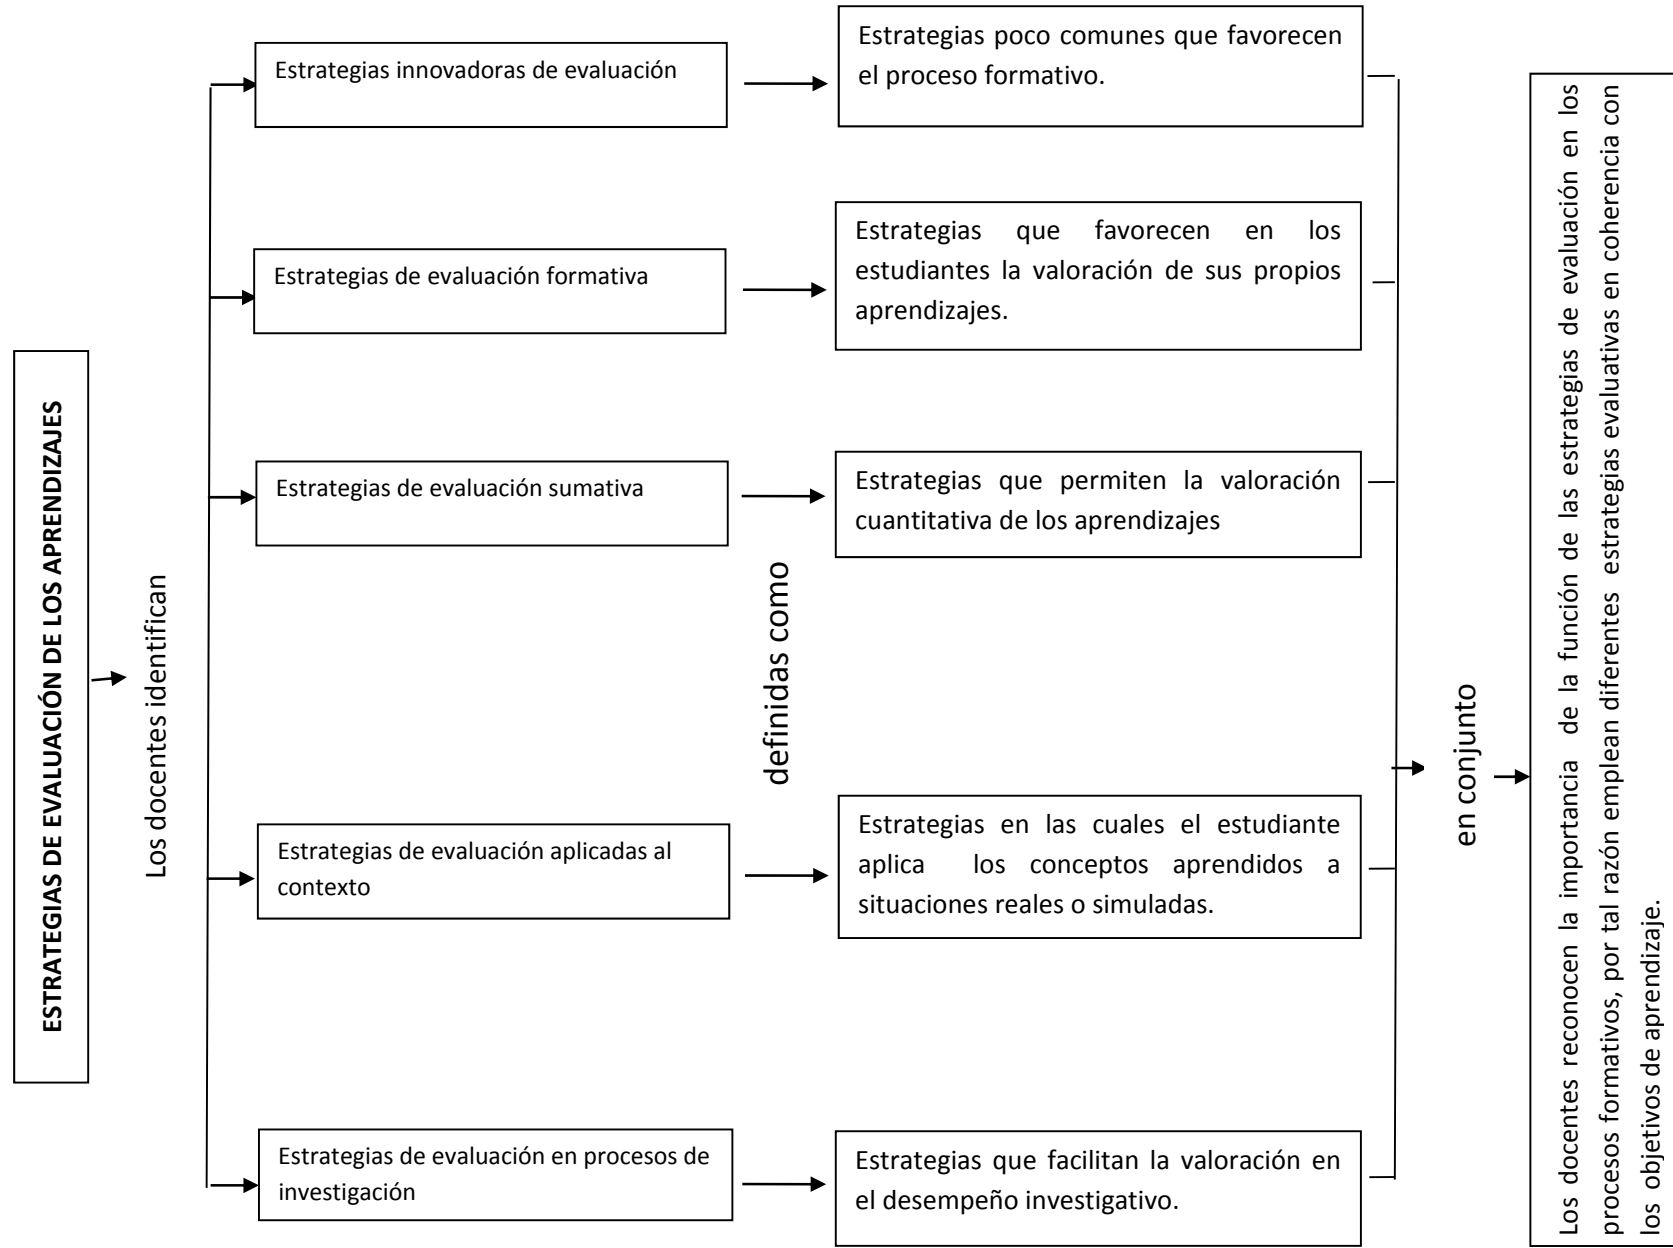 ESTRATEGIAS DE EVALUACIÓN DE LOS APRENDIZAJES
Los docentes identifican
Estrategias innovadoras de evaluación
Estrategias de evaluación formativa
Estrategias de evaluación sumativa
Estrategias de evaluación aplicadas al
contexto
Estrategias de evaluación en procesos de
investigación
definidas como
Estrategias poco comunes que favorecen
el proceso formativo.
Estrategias que favorecen en los
estudiantes la valoración de sus propios
aprendizajes.
Estrategias que permiten la valoración
cuantitativa de los aprendizajes
Estrategias en las cuales el estudiante
aplica los conceptos aprendidos a
situaciones reales o simuladas.
Estrategias que facilitan la valoración en
el desempeño investigativo.
en conjunto
Los docentes reconocen la importancia de la función de las estrategias de evaluación en los
procesos formativos, por tal razón emplean diferentes estrategias evaluativas en coherencia con
los objetivos de aprendizaje.